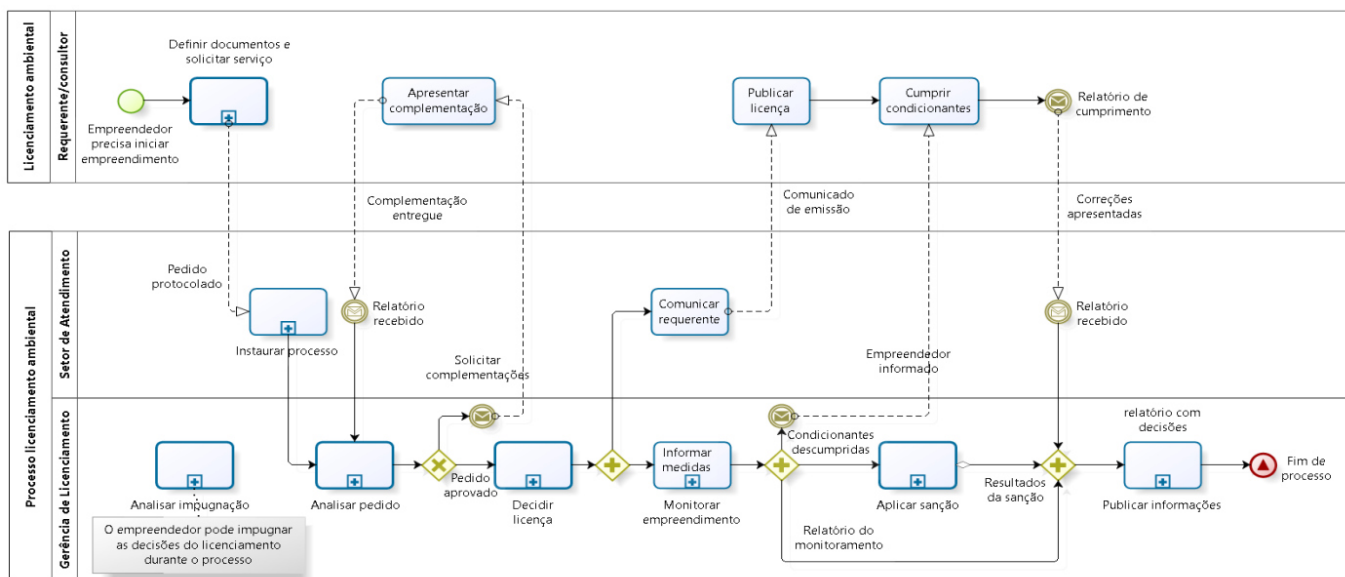 Licenciamento ambiental
Requerente/consultor
Definir documentos e
solicitar serviço
Empreendedor
precisa iniciar
empreendimento
Apresentar
complementação
Publicar
licença
Cumprir
condicionantes
Relatório de
cumprimento
Complementação
entregue
Comunicado
de emissão
Correções
apresentadas
Processo licenciamento ambiental
Setor de Atendimento
Pedido
protocolado
Instaurar processo
Relatório
recebido
Solicitar
complementações
Comunicar
requerente
Empreendedor
informado
Relatório
recebido
Gerência de Licenciamento
Analisar impugnação
O empreendedor pode impugnar
as decisões do licenciamento
durante o processo
Analisar pedido
Pedido
aprovado
Decidir
licença
Informar
medidas
Monitorar
empreendimento
Condicionantes
descumpridas
Aplicar sanção
Relatório do
monitoramento
Resultados
da sanção
relatório com
decisões
Publicar informações
Fim de
processo